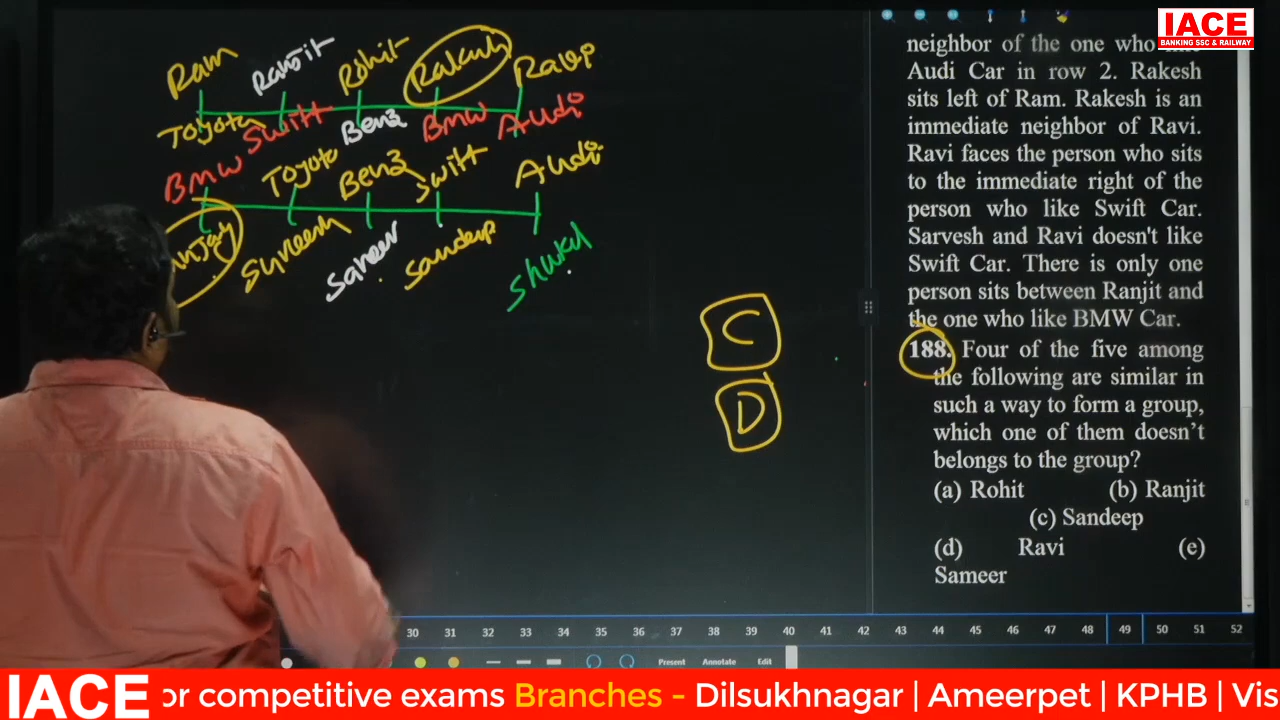 Ram Ranjit Rohit Rakesh Ravi
Toyota Swift Benz BMW Audi
BMW Toyota Benz Swift Audi
Sandeep
C
D
neighbor of the one who
Audi Car in row 2. Rakesh
sits left of Ram. Rakesh is an
immediate neighbor of Ravi.
Ravi faces the person who sits
to the immediate right of the
person who like Swift Car.
Sarvesh and Ravi doesn't like
Swift Car. There is only one
person sits between Ranjit and
the one who like BMW Car.
188. Four of the five among
the following are similar in
such a way to form a group,
which one of them doesn’t
belongs to the group?
(a) Rohit (b) Ranjit
(c) Sandeep
(d) Ravi (e)
Sameer
IACE
BANKING SSC & RAILWAY
30 31 32 33 34 35 36 37 38 39 40 41 42 43 44 45 46 47 48 49 50 51 52
Present Annotate Edit
IACE or competitive exams Branches - Dilsukhnagar | Ameerpet | KPHB | Vis